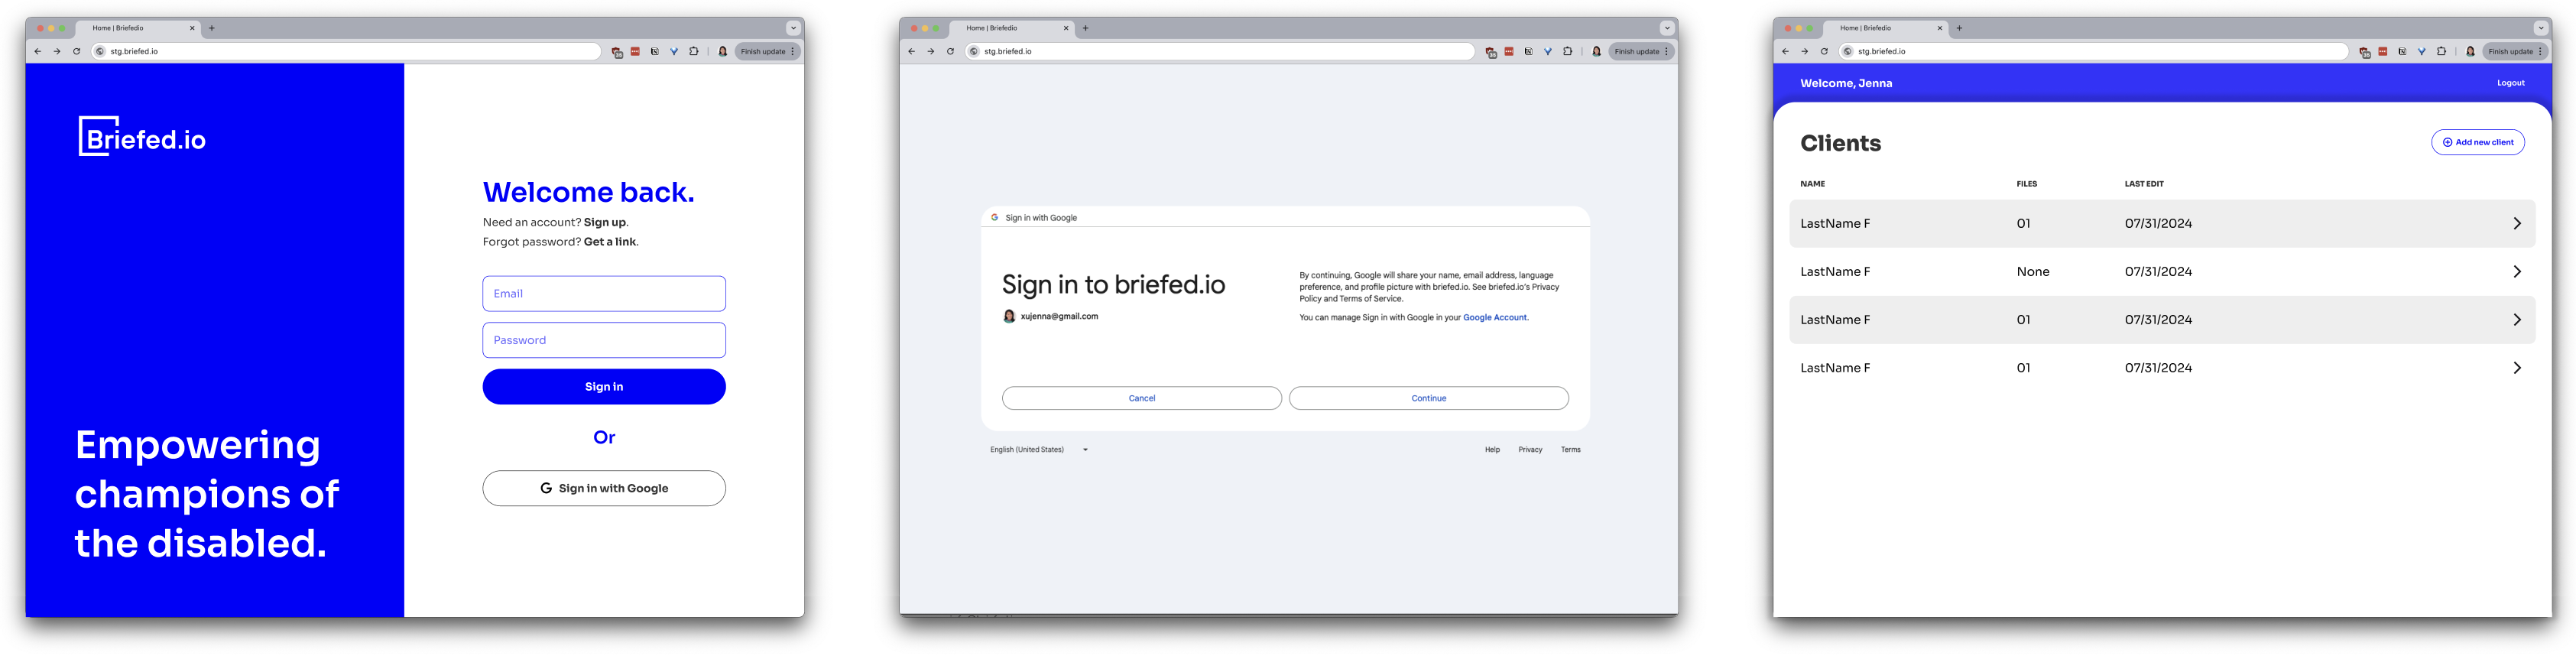 Home | Briefedio
stg.briefed.io
Finish update
Briefed.io
Empowering
champions of
the disabled.
Welcome back.
Need an account? Sign up.
Forgot password? Get a link.
Email
Password
Sign in
Or
Sign in with Google
Home | Briefedio
stg.briefed.io
Finish update
Sign in with Google
Sign in to briefed.io
xujenna@gmail.com
By continuing, Google will share your name, email address, language
preference, and profile picture with briefed.io. See briefed.io's Privacy
Policy and Terms of Service.
You can manage Sign in with Google in your Google Account.
Cancel
Continue
English (United States)
Help Privacy Terms
Home | Briefedio
stg.briefed.io
Finish update
Welcome, Jenna
Logout
Clients
Add new client
NAME FILES LAST EDIT
LastName F 01 07/31/2024
LastName F None 07/31/2024
LastName F 01 07/31/2024
LastName F 01 07/31/2024